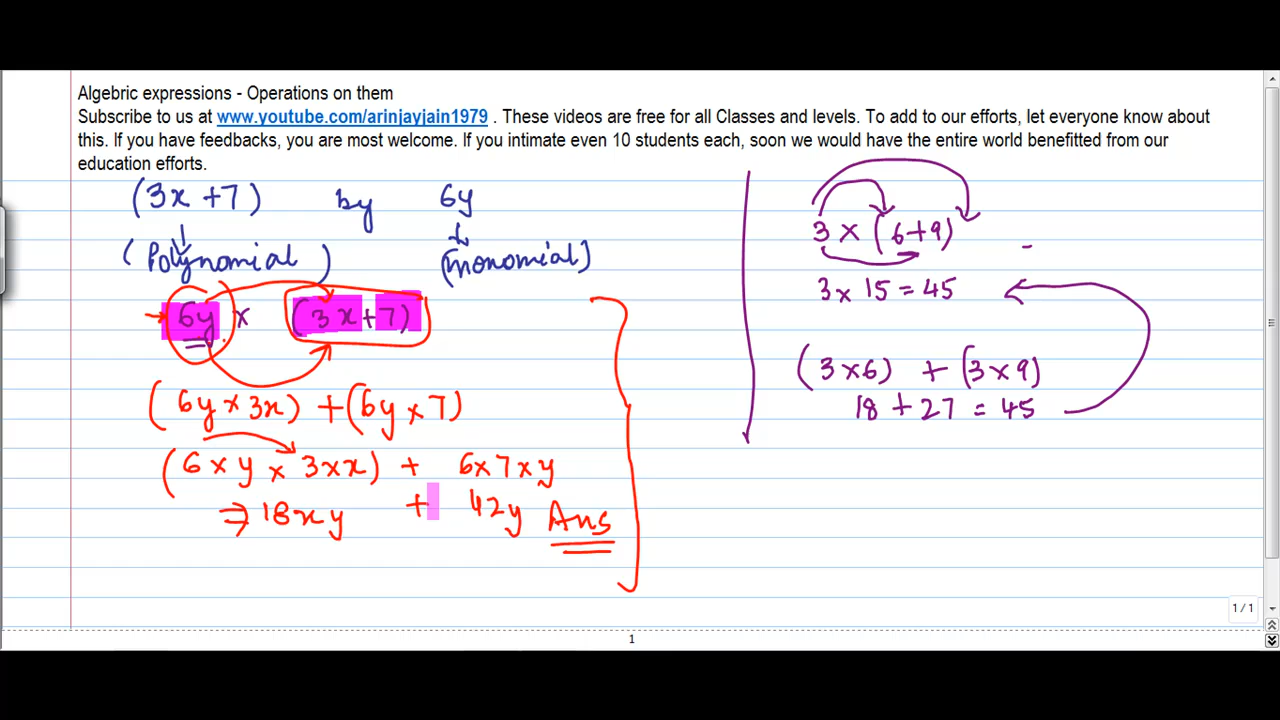 Algebric expressions - Operations on them
Subscribe to us at www.youtube.com/arinjayjain1979 . These videos are free for all Classes and levels. To add to our efforts, let everyone know about
this. If you have feedbacks, you are most welcome. If you intimate even 10 students each, soon we would have the entire world benefitted from our
education efforts.
(3x +7) by 6y
(Polynomial) (monomial)
6y × (3x+7)
(6y×3x) + (6y×7)
(6×y×3×x) + 6×7×y
⇒ 18xy + 42y Ans
3 × (6+9)
3 × 15 = 45
(3×6) + (3×9)
18 + 27 = 45
1 / 1
1